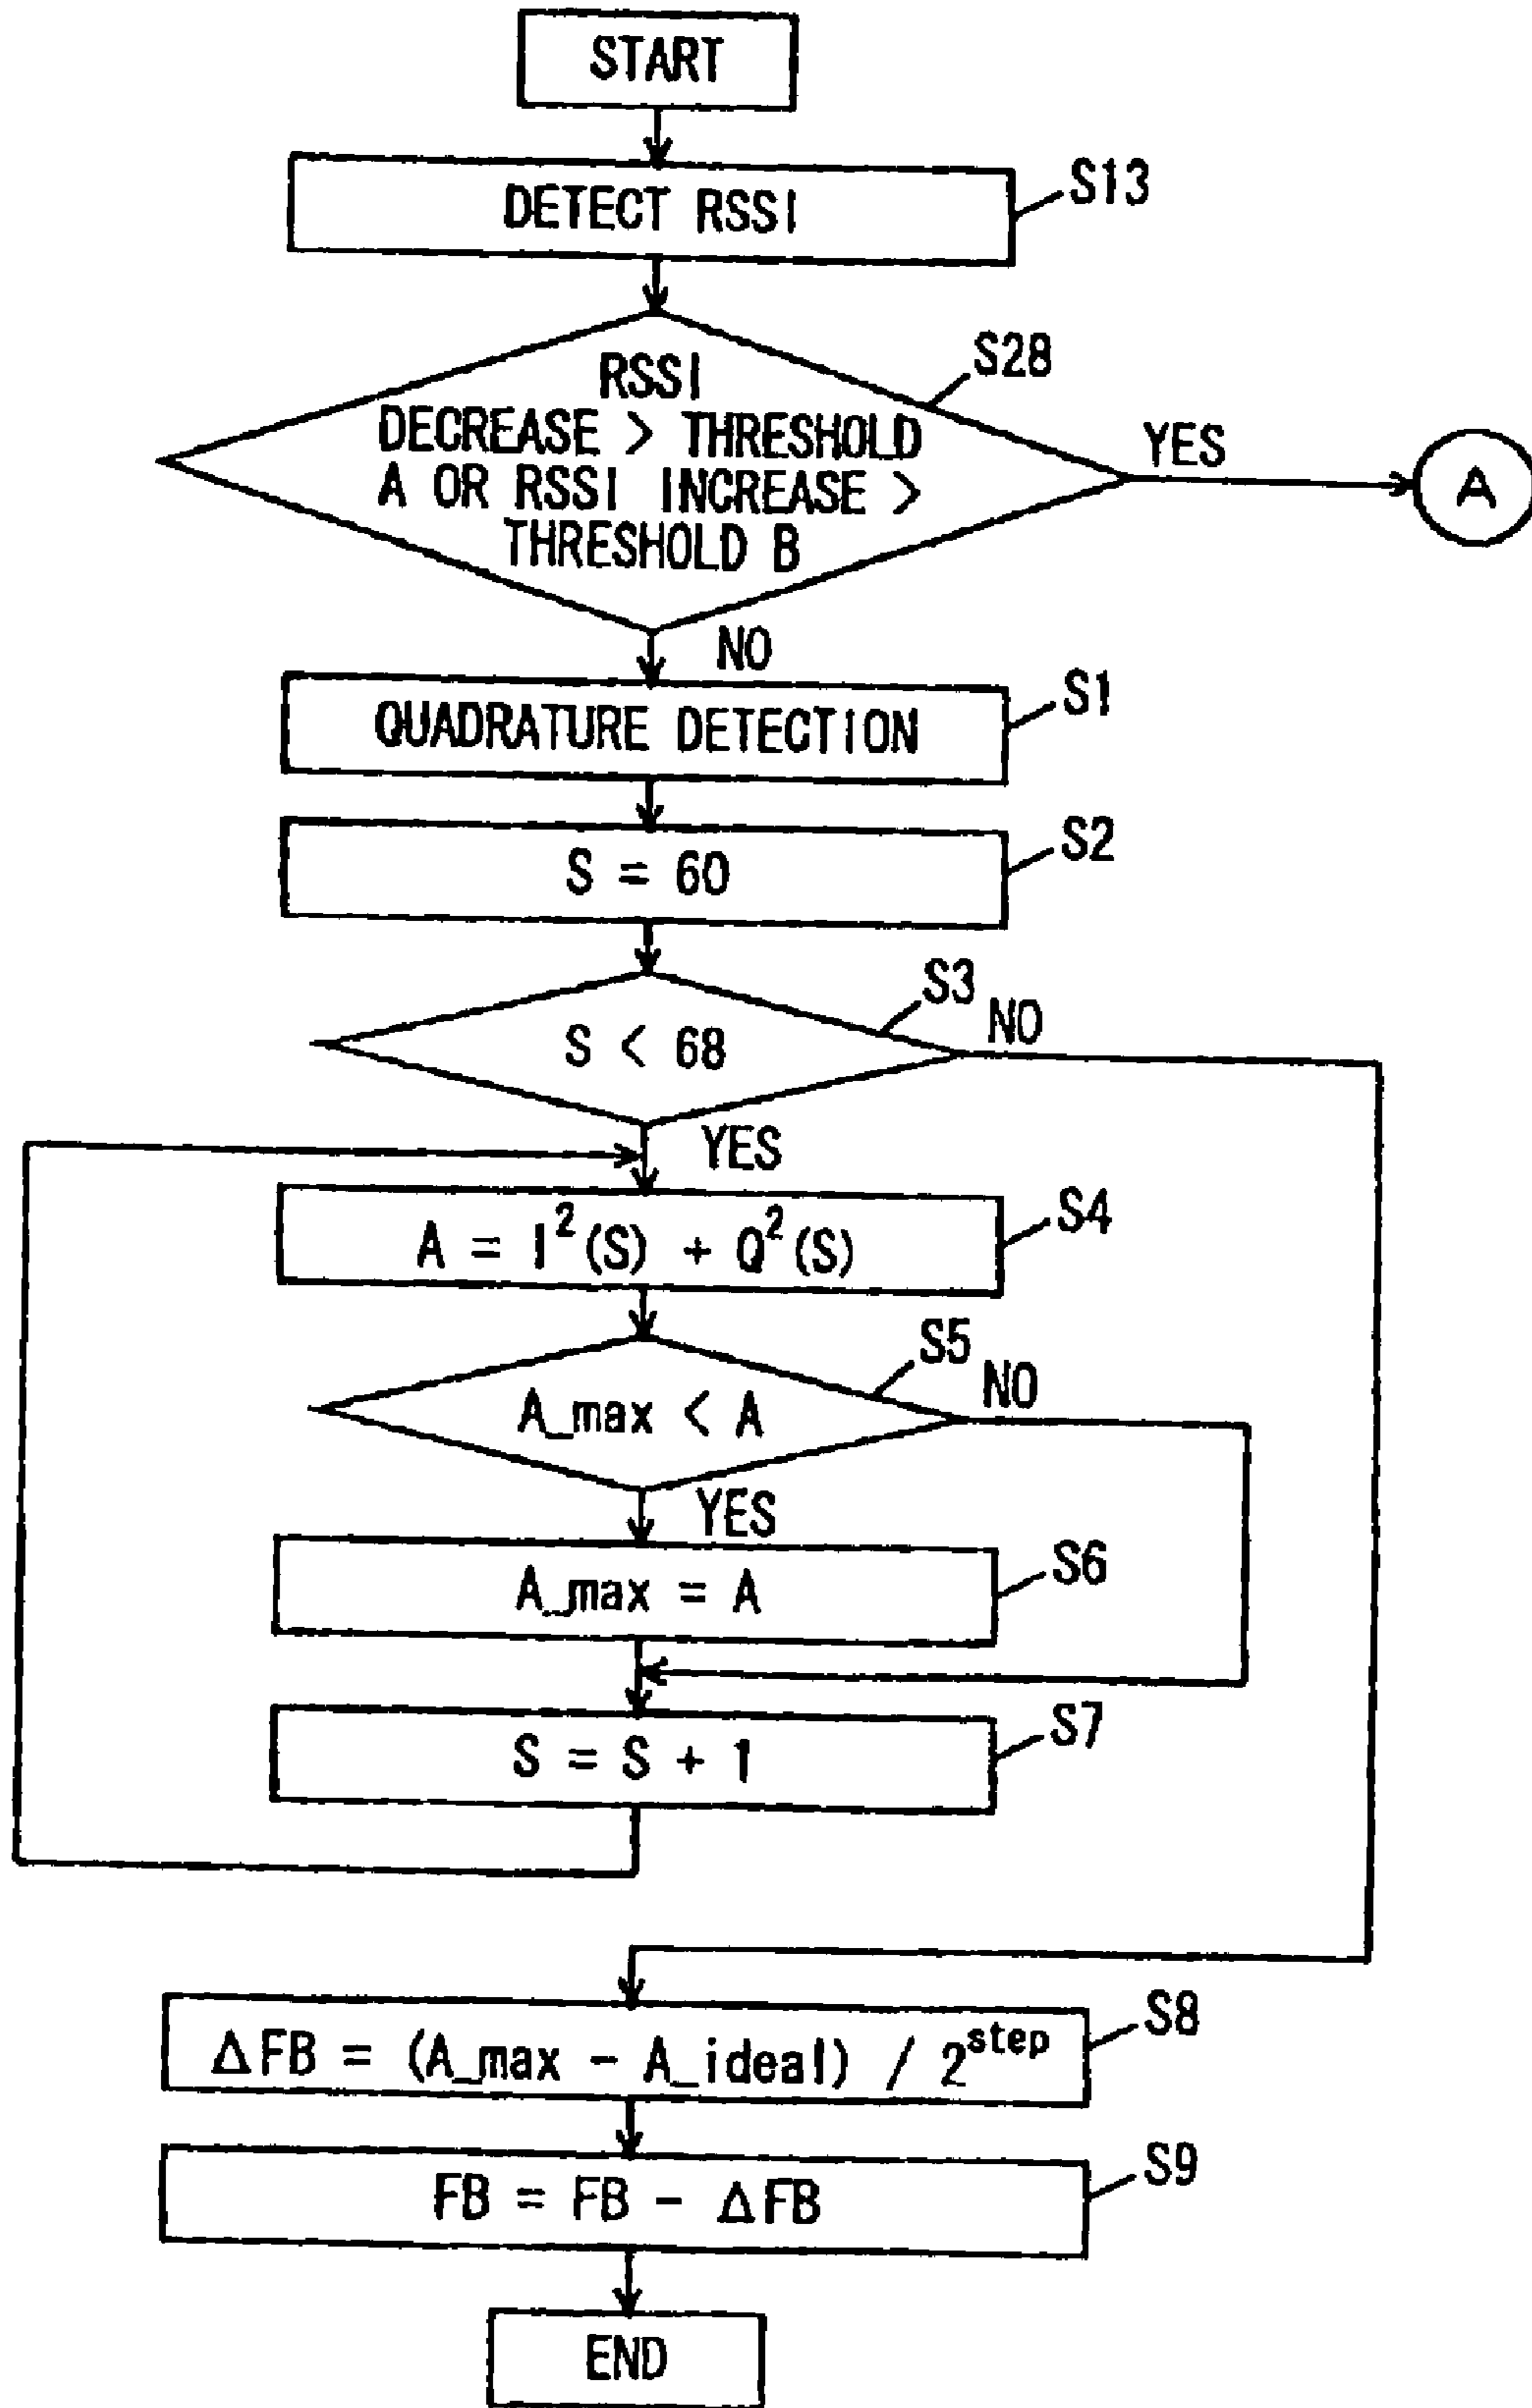 START
DETECT RSSI
S13
RSSI
DECREASE > THRESHOLD
A OR RSSI INCREASE >
THRESHOLD B
S28
YES
A
NO
QUADRATURE DETECTION
S1
S = 60
S2
S < 68
S3
NO
YES
A = I²(S) + Q²(S)
S4
A_max < A
S5
NO
YES
A_max = A
S6
S = S + 1
S7
ΔFB = (A_max - A_ideal) / 2^step
S8
FB = FB - ΔFB
S9
END